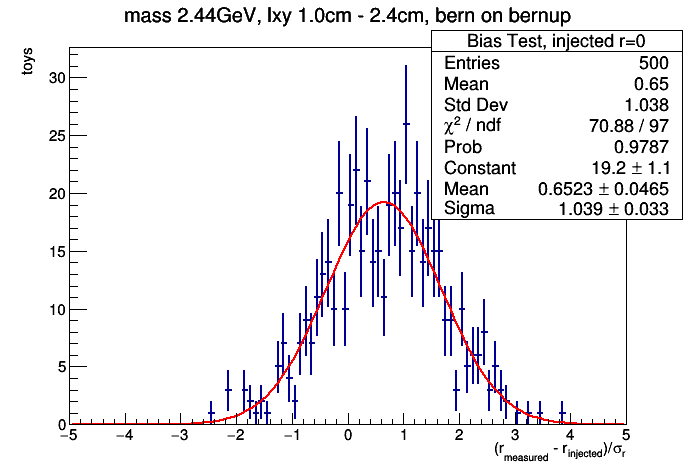 mass 2.44GeV, lxy 1.0cm - 2.4cm, bern on bernup
Bias Test, injected r=0
Entries 500
Mean 0.65
Std Dev 1.038
χ² / ndf 70.88 / 97
Prob 0.9787
Constant 19.2 ± 1.1
Mean 0.6523 ± 0.0465
Sigma 1.039 ± 0.033
toys
30
25
20
15
10
5
0
−5 −4 −3 −2 −1 0 1 2 3 4 5
(r_measured - r_injected)/σ_r